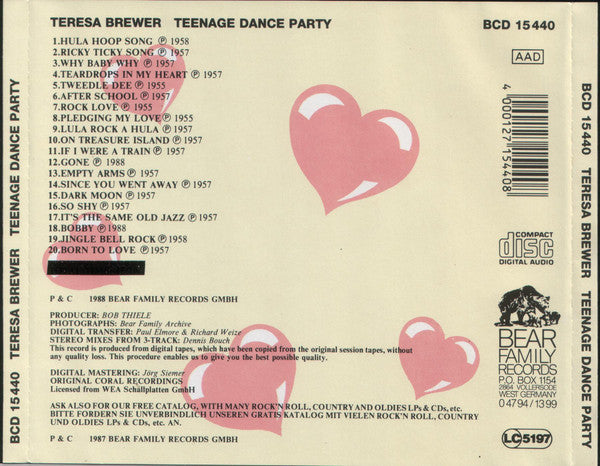 TERESA BREWER TEENAGE DANCE PARTY
BCD 15 440
1.HULA HOOP SONG ℗ 1958
2.RICKY TICKY SONG ℗ 1957
3.WHY BABY WHY ℗ 1957
4.TEARDROPS IN MY HEART ℗ 1957
5.TWEEDLE DEE ℗ 1955
6.AFTER SCHOOL ℗ 1957
7.ROCK LOVE ℗ 1955
8.PLEDGING MY LOVE ℗ 1955
9.LULA ROCK A HULA ℗ 1957
10.ON TREASURE ISLAND ℗ 1957
11.IF I WERE A TRAIN ℗ 1957
12.GONE ℗ 1988
13.EMPTY ARMS ℗ 1957
14.SINCE YOU WENT AWAY ℗ 1957
15.DARK MOON ℗ 1957
16.SO SHY ℗ 1957
17.IT'S THE SAME OLD JAZZ ℗ 1957
18.BOBBY ℗ 1988
19.JINGLE BELL ROCK ℗ 1958
20.BORN TO LOVE ℗ 1957
P & C 1988 BEAR FAMILY RECORDS GMBH
PRODUCER: BOB THIELE
PHOTOGRAPHS: Bear Family Archive
DIGITAL TRANSFER: Paul Elmore & Richard Weize
STEREO MIXES FROM 3-TRACK: Dennis Bouch
This record is produced from digital tapes, which have been copied from the original session tapes, without
any quality loss. This procedure enables us to give you the best possible quality.
DIGITAL MASTERING: Jörg Siemer
ORIGINAL CORAL RECORDINGS
Licensed from WEA Schällplatten GmbH
ASK ALSO FOR OUR FREE CATALOG, WITH MANY ROCK'N ROLL, COUNTRY AND OLDIES LPs & CDs, etc.
BITTE FORDERN SIE UNVERBINDLICH UNSEREN GRATIS KATALOG MIT VIELEN ROCK'N ROLL, COUNTRY
UND OLDIES LPs & CDs, etc. AN.
P & C 1987 BEAR FAMILY RECORDS GMBH
AAD
4 000127 154408
COMPACT
disc
DIGITAL AUDIO
BEAR
FAMILY
RECORDS
P.O. BOX 1154
2864 VOLLERSODE
WEST GERMANY
0 47 94 / 13 99
LC 5197
BCD 15 440 TERESA BREWER TEENAGE DANCE PARTY
BCD 15 440 TERESA BREWER TEENAGE DANCE PARTY